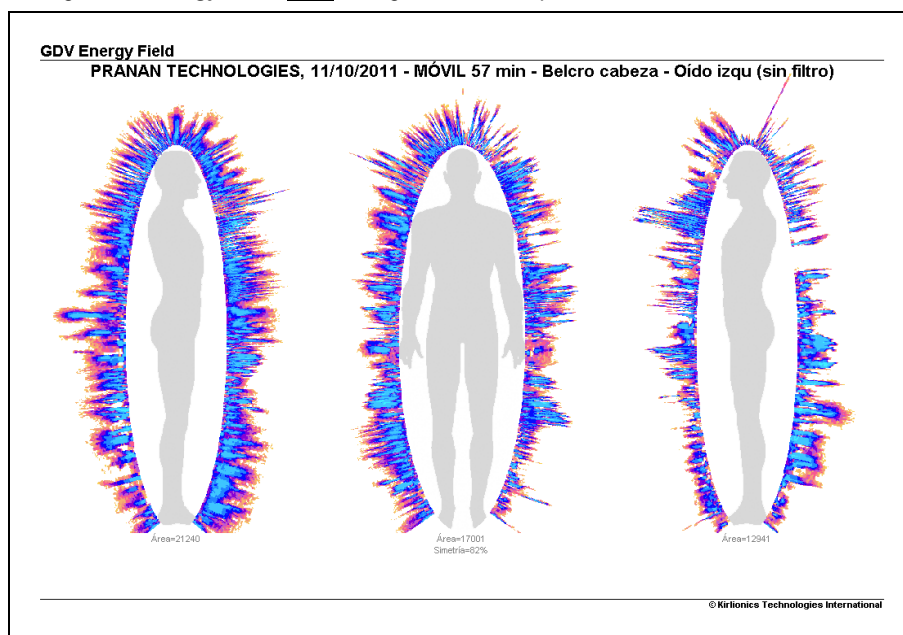 GDV Energy Field
PRANAN TECHNOLOGIES, 11/10/2011 - MÓVIL 57 min - Belcro cabeza - Oído izqu (sin filtro)
Área=21240
Área=17001
Simetría=82%
Área=12941
© Kirlionics Technologies International